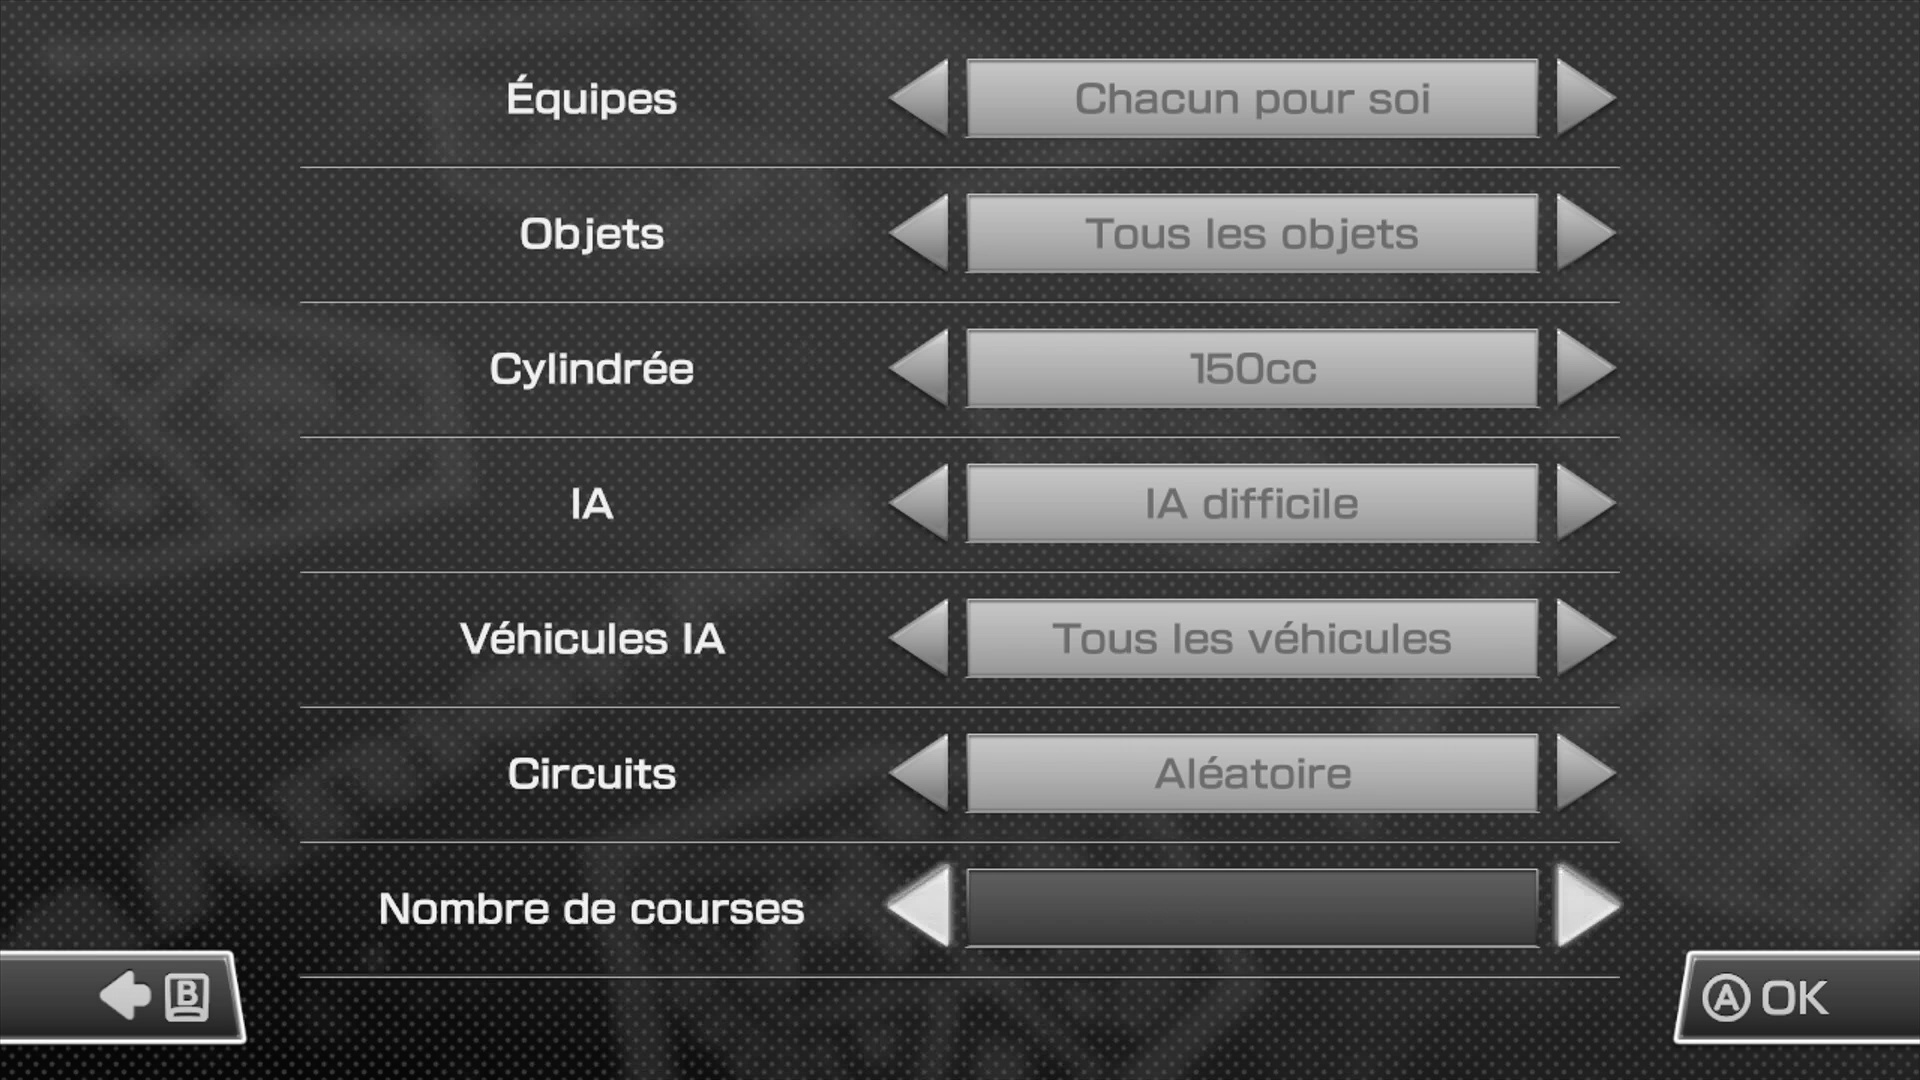 Équipes
Chacun pour soi
Objets
Tous les objets
Cylindrée
150cc
IA
IA difficile
Véhicules IA
Tous les véhicules
Circuits
Aléatoire
Nombre de courses
B
A OK